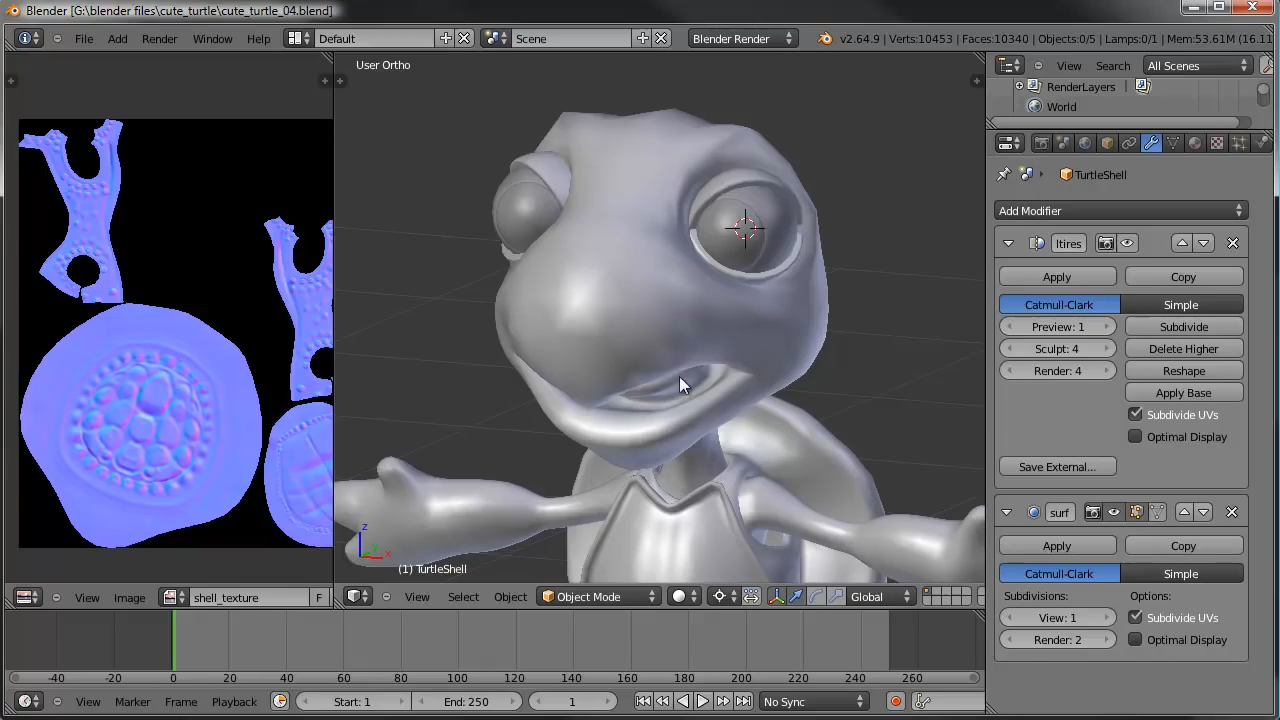 Blender [G:\blender files\cute_turtle\cute_turtle_04.blend]
File Add Render Window Help Default Scene Blender Render v2.64.9 | Verts:10453 | Faces:10340 | Objects:0/5 | Lamps:0/1 | Mem:53.61M (16.11
User Ortho
View Search All Scenes
RenderLayers
World
TurtleShell
Add Modifier
ltires
Apply Copy
Catmull-Clark Simple
Preview: 1 Subdivide
Sculpt: 4 Delete Higher
Render: 4 Reshape
Apply Base
Subdivide UVs
Optimal Display
Save External...
surf
Apply Copy
Catmull-Clark Simple
Subdivisions: Options:
View: 1 Subdivide UVs
Render: 2 Optimal Display
z
y
x
(1) TurtleShell
View Image shell_texture F
View Select Object Object Mode Global
-40 -20 0 20 40 60 80 100 120 140 160 180 200 220 240 260
View Marker Frame Playback Start: 1 End: 250 1 No Sync